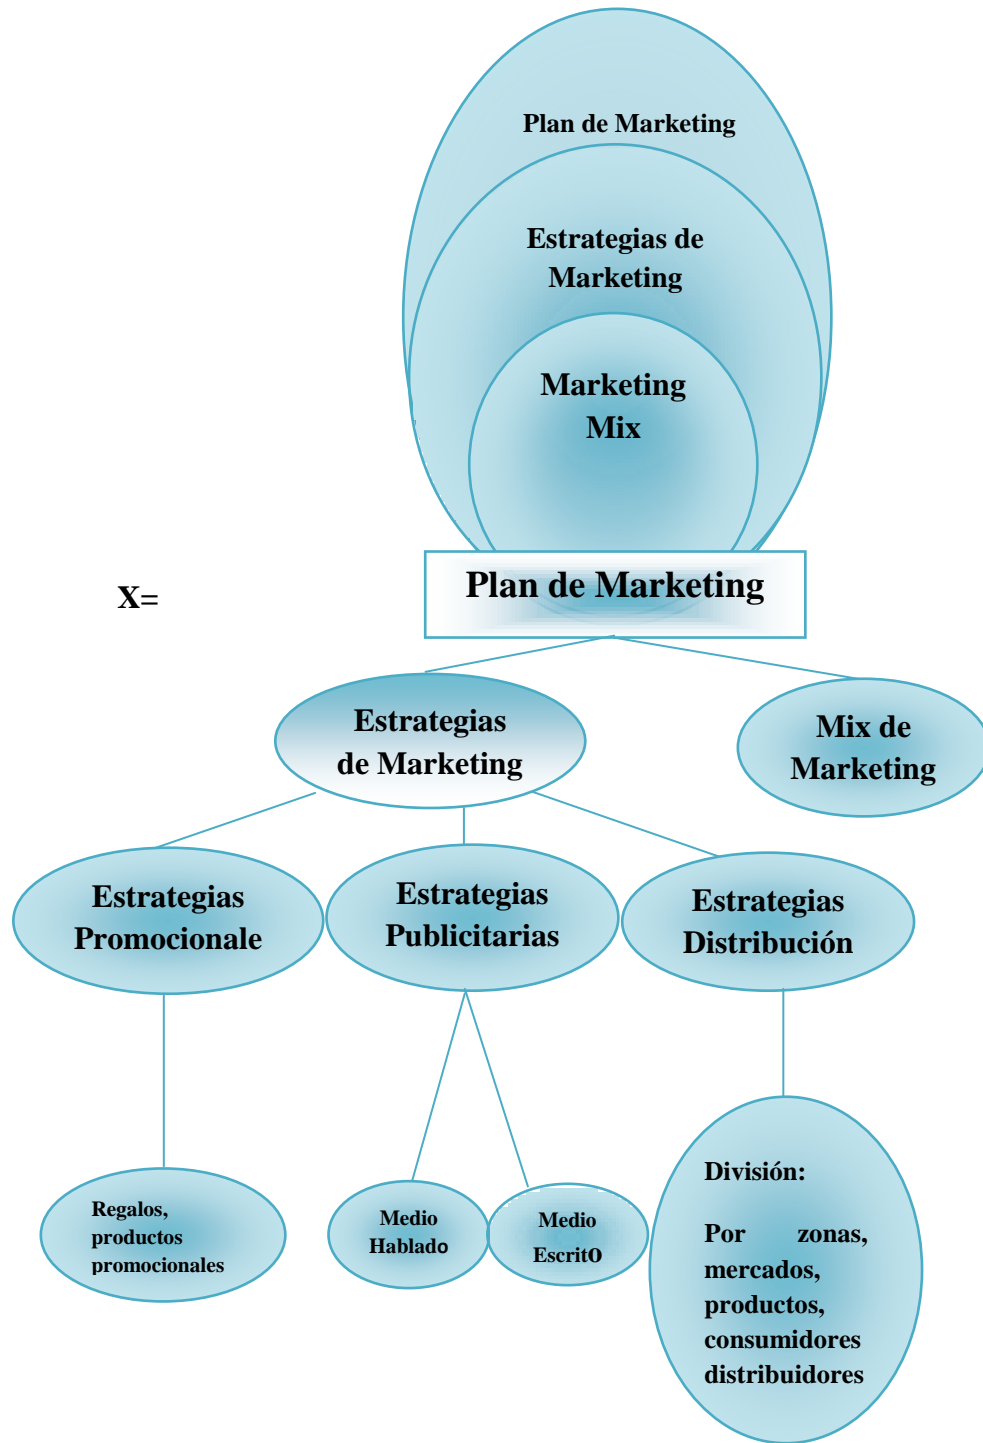 Plan de Marketing
Estrategias de
Marketing
Marketing
Mix
X=
Plan de Marketing
Estrategias
de Marketing
Mix de
Marketing
Estrategias
Promocionale
Estrategias
Publicitarias
Estrategias
Distribución
Regalos,
productos
promocionales
Medio
Hablado
Medio
Escrito
División:
Por zonas,
mercados,
productos,
consumidores
distribuidores